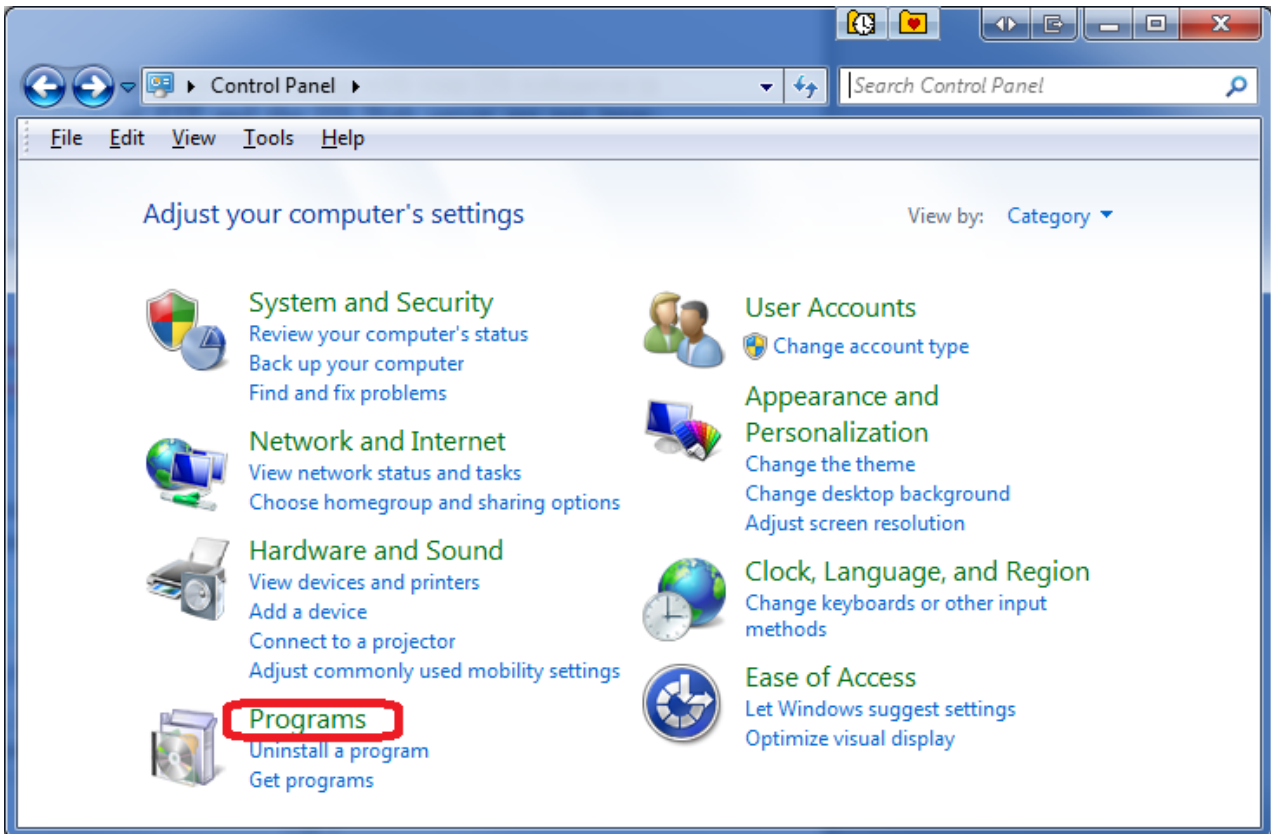 Control Panel
Search Control Panel
File Edit View Tools Help
Adjust your computer's settings
View by: Category
System and Security
Review your computer's status
Back up your computer
Find and fix problems
Network and Internet
View network status and tasks
Choose homegroup and sharing options
Hardware and Sound
View devices and printers
Add a device
Connect to a projector
Adjust commonly used mobility settings
Programs
Uninstall a program
Get programs
User Accounts
Change account type
Appearance and
Personalization
Change the theme
Change desktop background
Adjust screen resolution
Clock, Language, and Region
Change keyboards or other input
methods
Ease of Access
Let Windows suggest settings
Optimize visual display